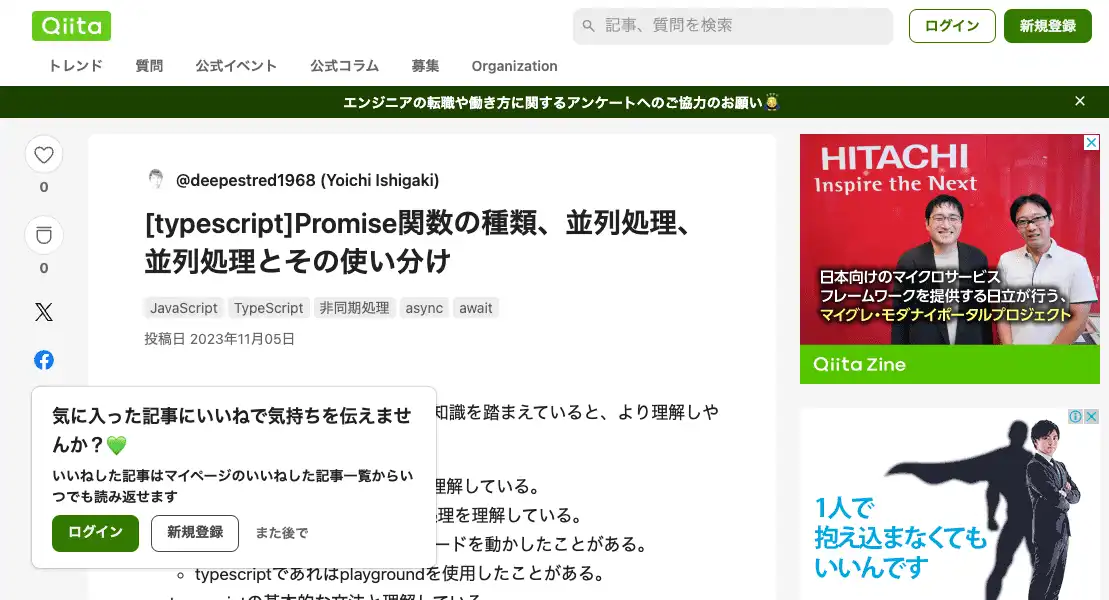 Qiita
記事、質問を検索
ログイン
新規登録
トレンド
質問
公式イベント
公式コラム
募集
Organization
エンジニアの転職や働き方に関するアンケートへのご協力のお願い
0
0
@deepestred1968 (Yoichi Ishigaki)
[typescript]Promise関数の種類、並列処理、
並列処理とその使い分け
JavaScript
TypeScript
非同期処理
async
await
投稿日 2023年11月05日
知識を踏まえていると、より理解しや
理解している。
理を理解している。
ードを動かしたことがある。
typescriptであれはplaygroundを使用したことがある。
気に入った記事にいいねで気持ちを伝えませ
んか？
いいねした記事はマイページのいいねした記事一覧からい
つでも読み返せます
ログイン
新規登録
また後で
HITACHI
Inspire the Next
日本向けのマイクロサービス
フレームワークを提供する日立が行う、
マイグレ・モダナイポータルプロジェクト
Qiita Zine
1人で
抱え込まなくても
いいんです